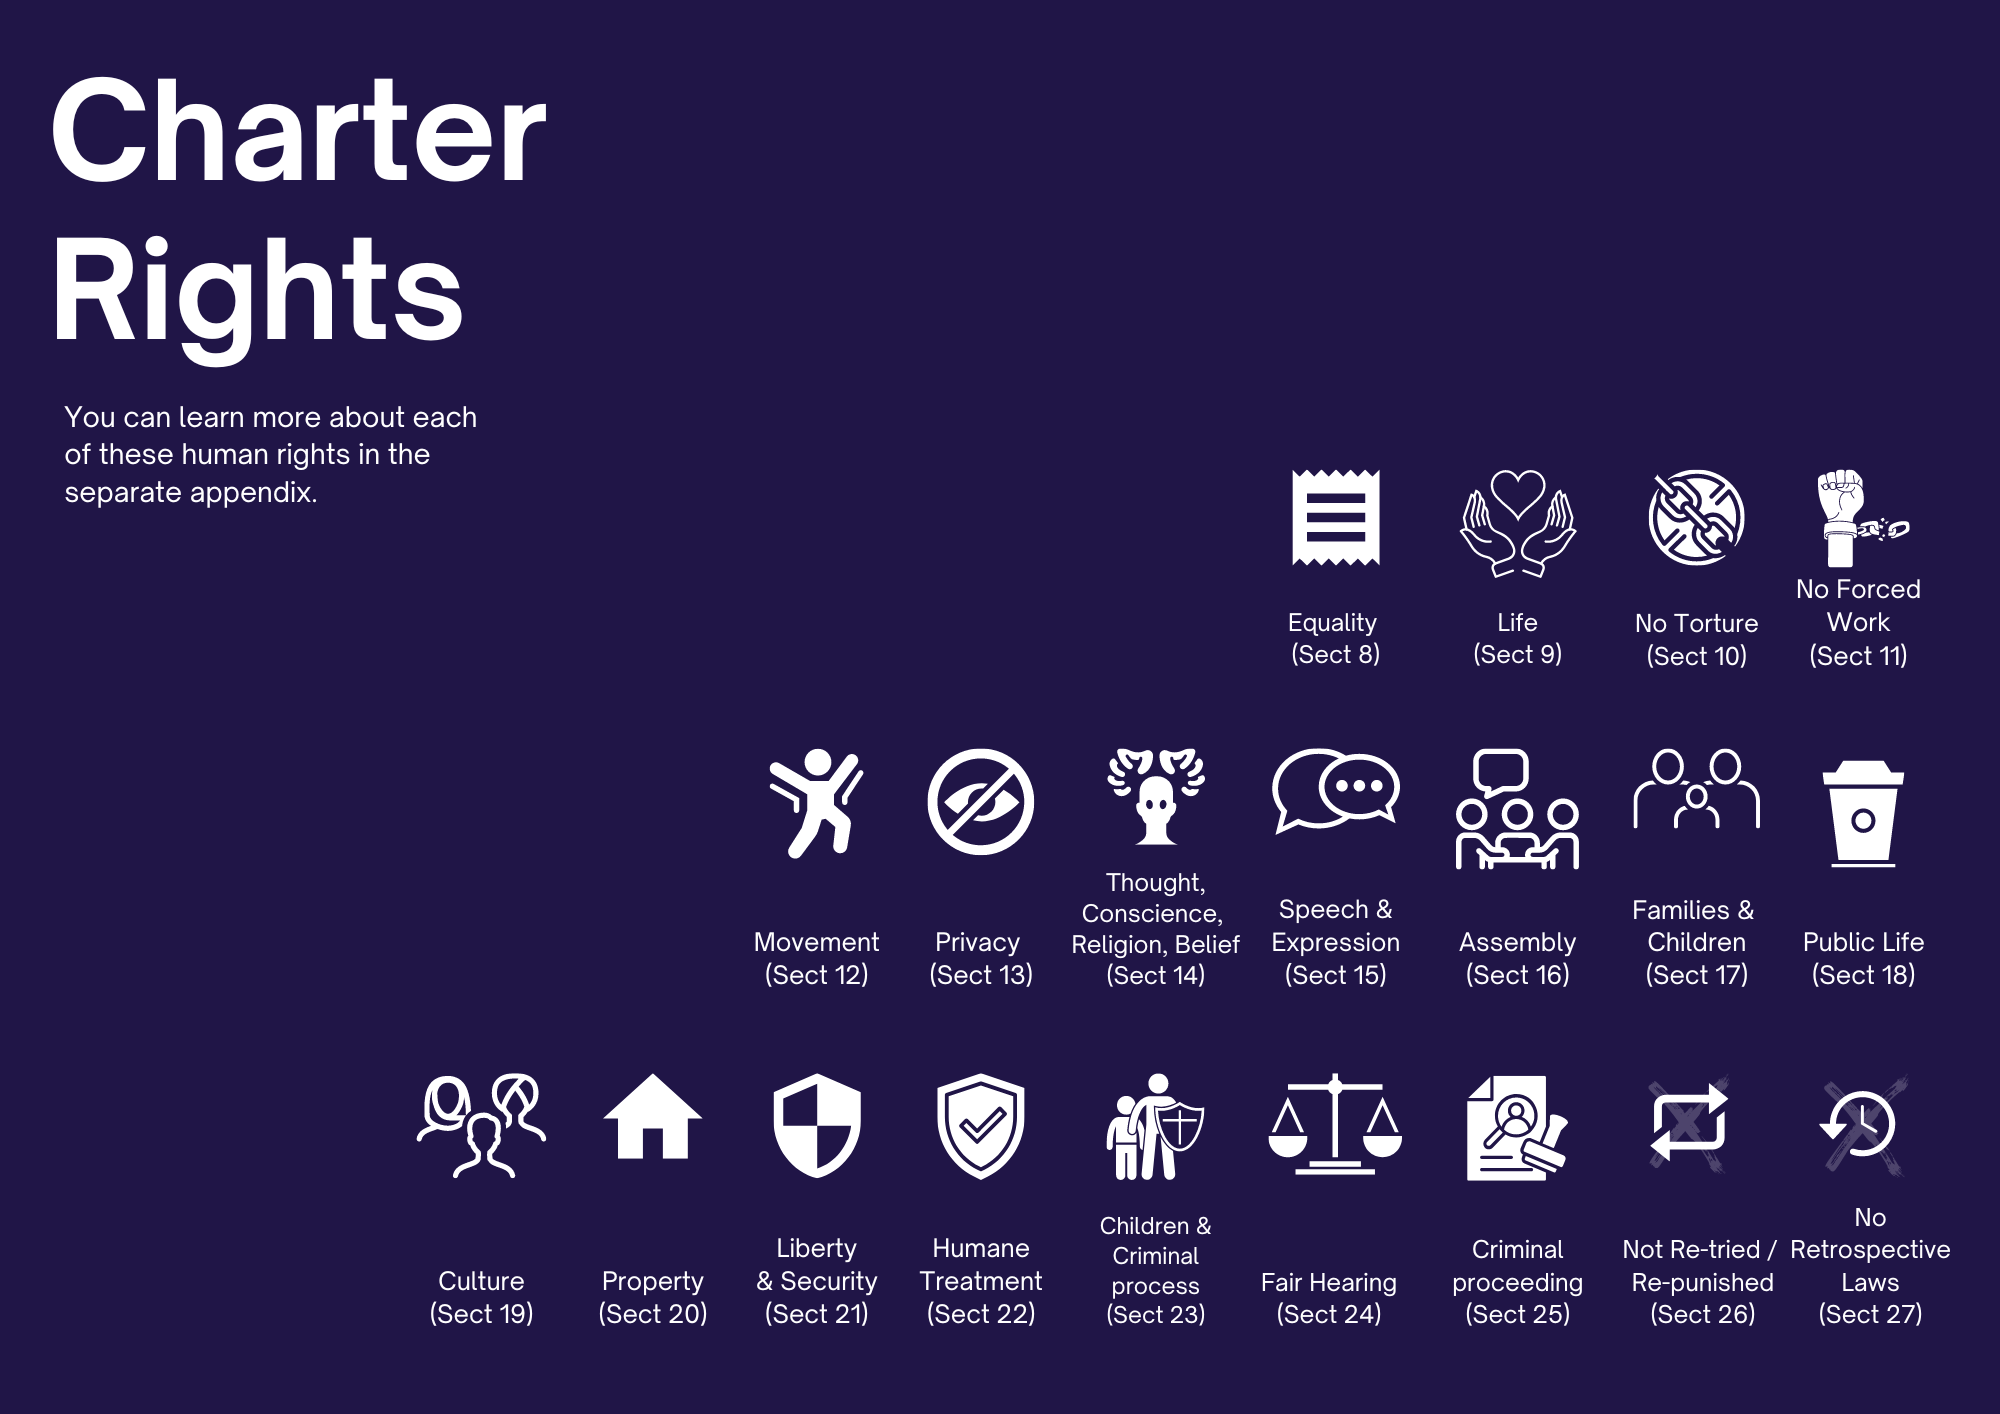 Charter
Rights
You can learn more about each
of these human rights in the
separate appendix.
Equality
(Sect 8)
Life
(Sect 9)
No Torture
(Sect 10)
No Forced
Work
(Sect 11)
Movement
(Sect 12)
Privacy
(Sect 13)
Thought,
Conscience,
Religion, Belief
(Sect 14)
Speech &
Expression
(Sect 15)
Assembly
(Sect 16)
Families &
Children
(Sect 17)
Public Life
(Sect 18)
Culture
(Sect 19)
Property
(Sect 20)
Liberty
& Security
(Sect 21)
Humane
Treatment
(Sect 22)
Children &
Criminal
process
(Sect 23)
Fair Hearing
(Sect 24)
Criminal
proceeding
(Sect 25)
Not Re-tried /
Re-punished
(Sect 26)
No
Retrospective
Laws
(Sect 27)